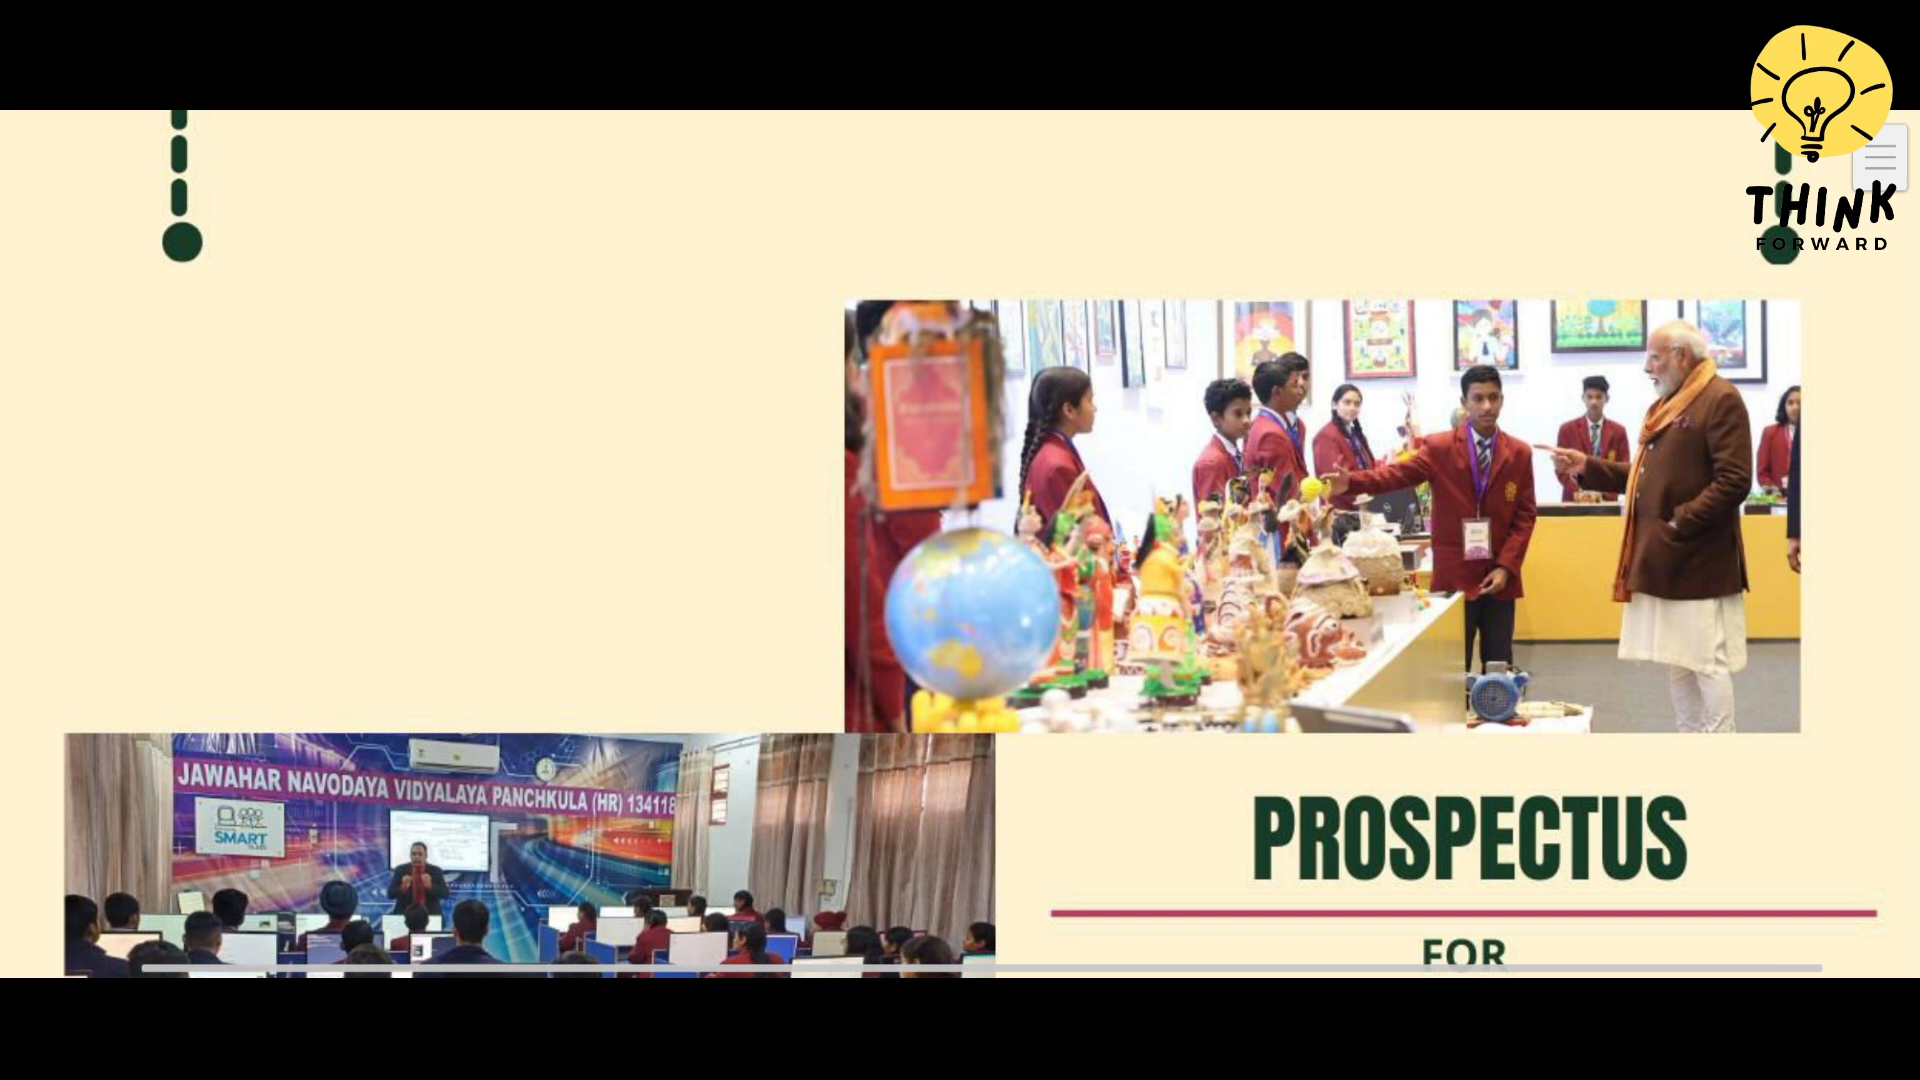 THINK
FORWARD
JAWAHAR NAVODAYA VIDYALAYA PANCHKULA (HR) 134118
SMART
PROSPECTUS
FOR